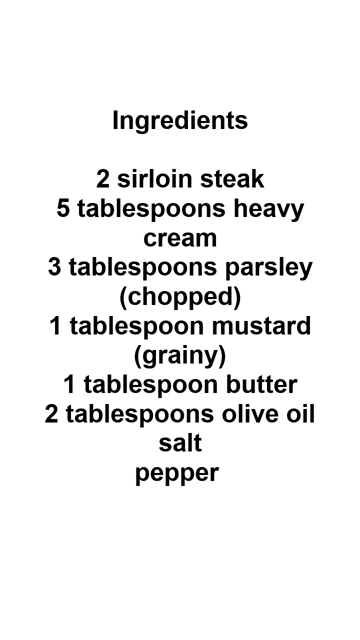 Ingredients
2 sirloin steak
5 tablespoons heavy
cream
3 tablespoons parsley
(chopped)
1 tablespoon mustard
(grainy)
1 tablespoon butter
2 tablespoons olive oil
salt
pepper